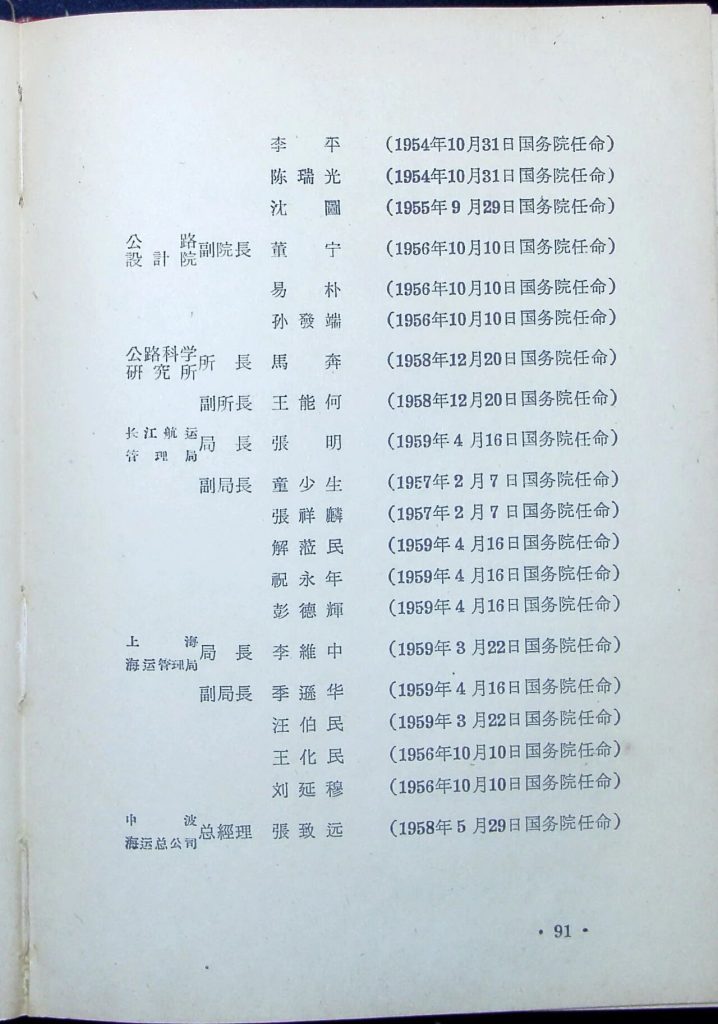 李平 (1954年10月31日国务院任命)
陈瑞光 (1954年10月31日国务院任命)
沈圖 (1955年9月29日国务院任命)
公路設計院副院長 董宁 (1956年10月10日国务院任命)
易朴 (1956年10月10日国务院任命)
孙發端 (1956年10月10日国务院任命)
公路科学研究所所長 馬奔 (1958年12月20日国务院任命)
副所長 王能何 (1958年12月20日国务院任命)
长江航运管理局局長 張明 (1959年4月16日国务院任命)
副局長 童少生 (1957年2月7日国务院任命)
張祥麟 (1957年2月7日国务院任命)
解蒞民 (1959年4月16日国务院任命)
祝永年 (1959年4月16日国务院任命)
彭德輝 (1959年4月16日国务院任命)
上海海运管理局局長 李維中 (1959年3月22日国务院任命)
副局長 季遜华 (1959年4月16日国务院任命)
汪伯民 (1959年3月22日国务院任命)
王化民 (1956年10月10日国务院任命)
刘延穆 (1956年10月10日国务院任命)
中波海运总公司总經理 張致远 (1958年5月29日国务院任命)
·91·